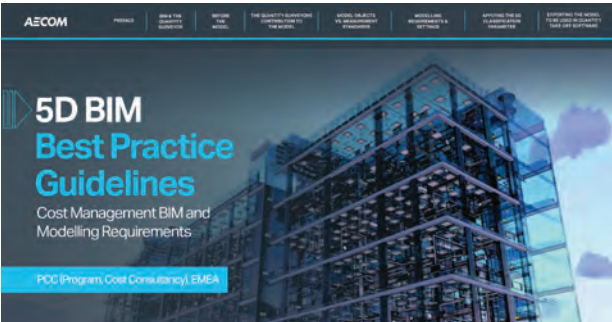 AECOM
PREFACE
BIM & THE
QUANTITY
SURVEYOR
BEFORE
THE
MODEL
THE QUANTITY SURVEYORS
CONTRIBUTION TO
THE MODEL
MODEL OBJECTS
VS. MEASUREMENT
STANDARDS
MODELLING
REQUIREMENTS &
SETTINGS
APPLYING THE 5D
CLASSIFICATION
PARAMETER
EXPORTING THE MODEL
TO BE USED IN QUANTITY
TAKE OFF SOFTWARE
5D BIM
Best Practice
Guidelines
Cost Management BIM and
Modelling Requirements
PCC (Program, Cost Consultancy), EMEA